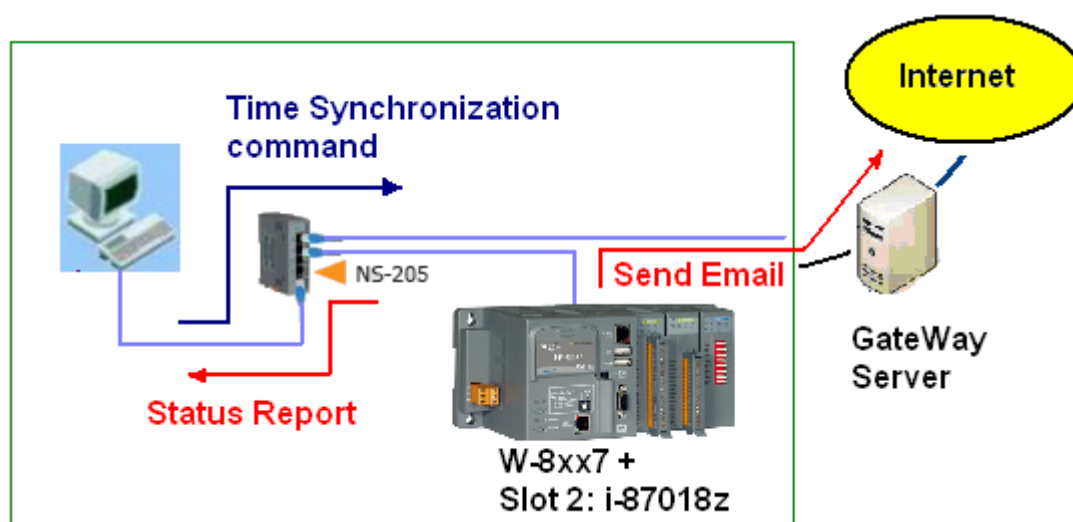 Internet
Time Synchronization
command
NS-205
Send Email
GateWay
Server
Status Report
W-8xx7 +
Slot 2: i-87018z